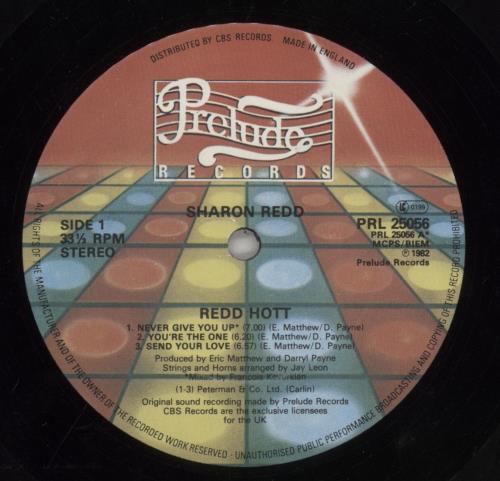 DISTRIBUTED BY CBS RECORDS MADE IN ENGLAND
Prelude
RECORDS
SHARON REDD
SIDE 1
33⅓ RPM
STEREO
0199
PRL 25056
PRL 25056 A*
MCPS/BIEM
℗ 1982
Prelude Records
REDD HOTT
1. NEVER GIVE YOU UP* (7.00) (E. Matthew/D. Payne)
2. YOU'RE THE ONE (6.20) (E. Matthew/D. Payne)
3. SEND YOUR LOVE (6.57) (E. Matthew/D. Payne)
Produced by Eric Matthew and Darryl Payne
Strings and Horns arranged by Jay Leon
*Mixed by Francois Kevorkian
(1-3) Peterman & Co. Ltd. (Carlin)
Original sound recording made by Prelude Records
CBS Records are the exclusive licensees
for the UK
ALL RIGHTS OF THE MANUFACTURER AND OF THE OWNER OF THE RECORDED WORK RESERVED - UNAUTHORISED PUBLIC PERFORMANCE BROADCASTING AND COPYING OF THIS RECORD PROHIBITED